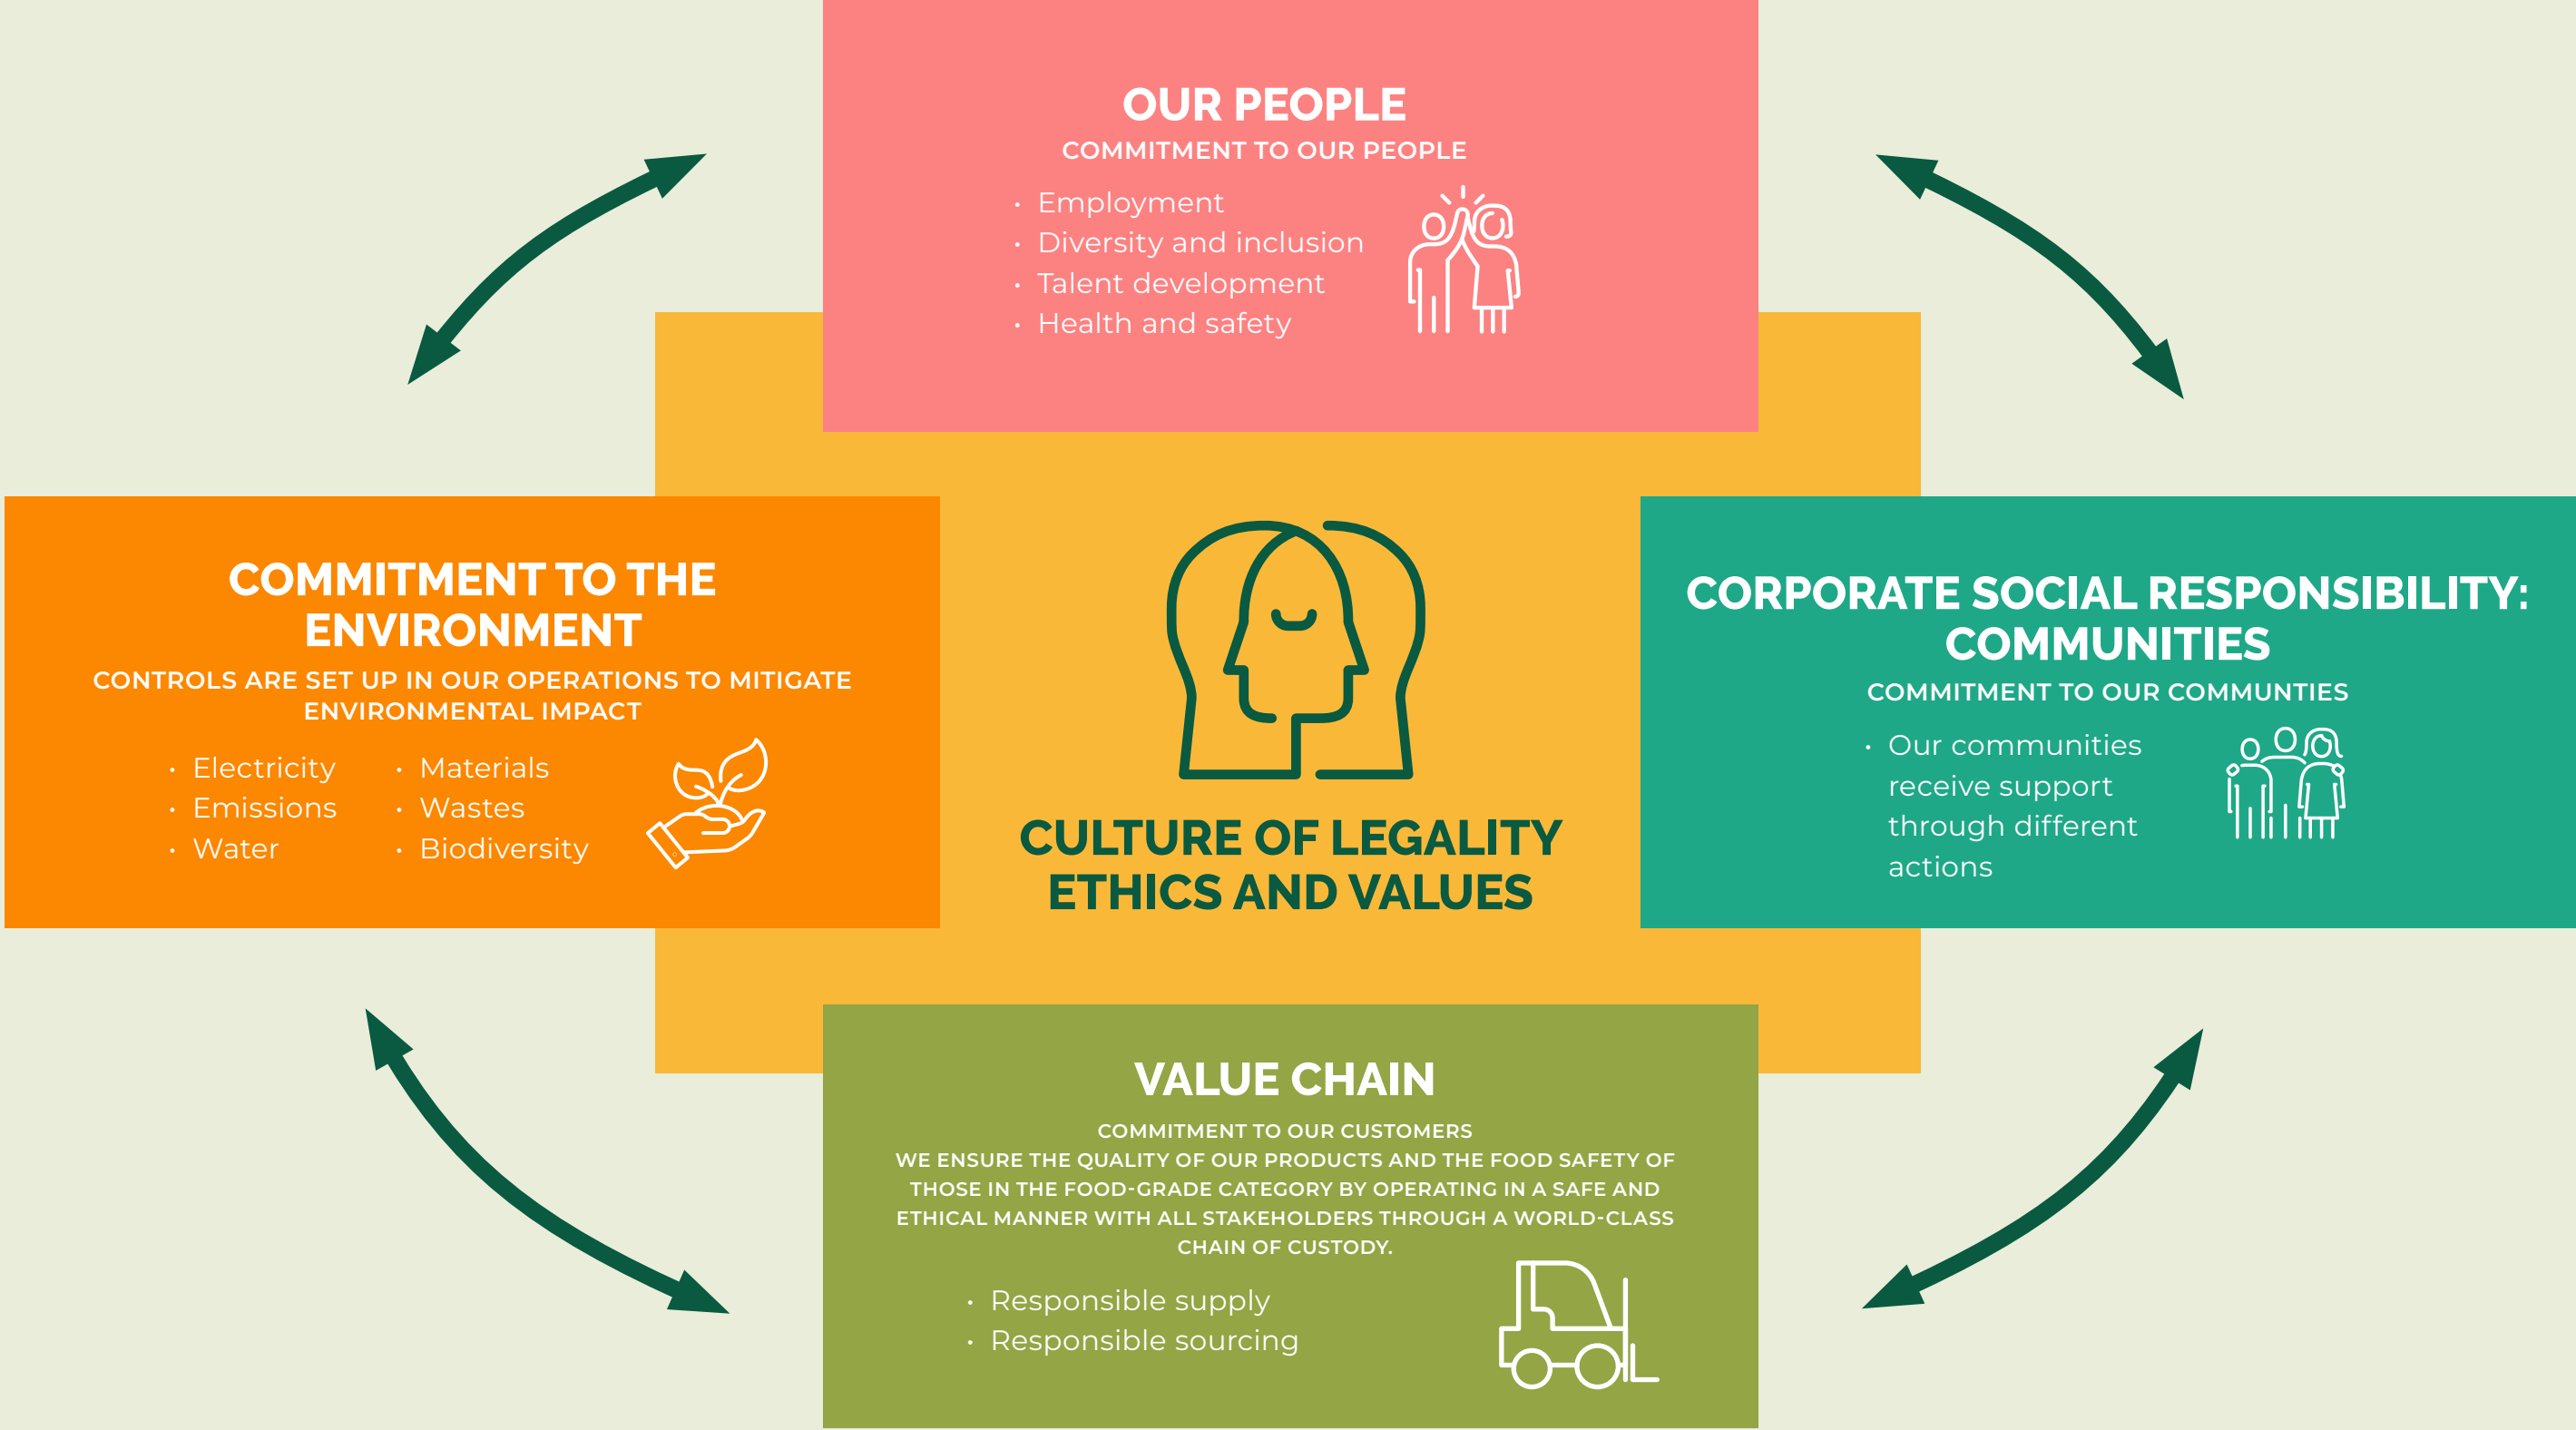 OUR PEOPLE
COMMITMENT TO OUR PEOPLE
• Employment
• Diversity and inclusion
• Talent development
• Health and safety
COMMITMENT TO THE
ENVIRONMENT
CONTROLS ARE SET UP IN OUR OPERATIONS TO MITIGATE
ENVIRONMENTAL IMPACT
• Electricity
• Emissions
• Water
• Materials
• Wastes
• Biodiversity
CULTURE OF LEGALITY
ETHICS AND VALUES
CORPORATE SOCIAL RESPONSIBILITY:
COMMUNITIES
COMMITMENT TO OUR COMMUNTIES
• Our communities
receive support
through different
actions
VALUE CHAIN
COMMITMENT TO OUR CUSTOMERS
WE ENSURE THE QUALITY OF OUR PRODUCTS AND THE FOOD SAFETY OF
THOSE IN THE FOOD-GRADE CATEGORY BY OPERATING IN A SAFE AND
ETHICAL MANNER WITH ALL STAKEHOLDERS THROUGH A WORLD-CLASS
CHAIN OF CUSTODY.
• Responsible supply
• Responsible sourcing